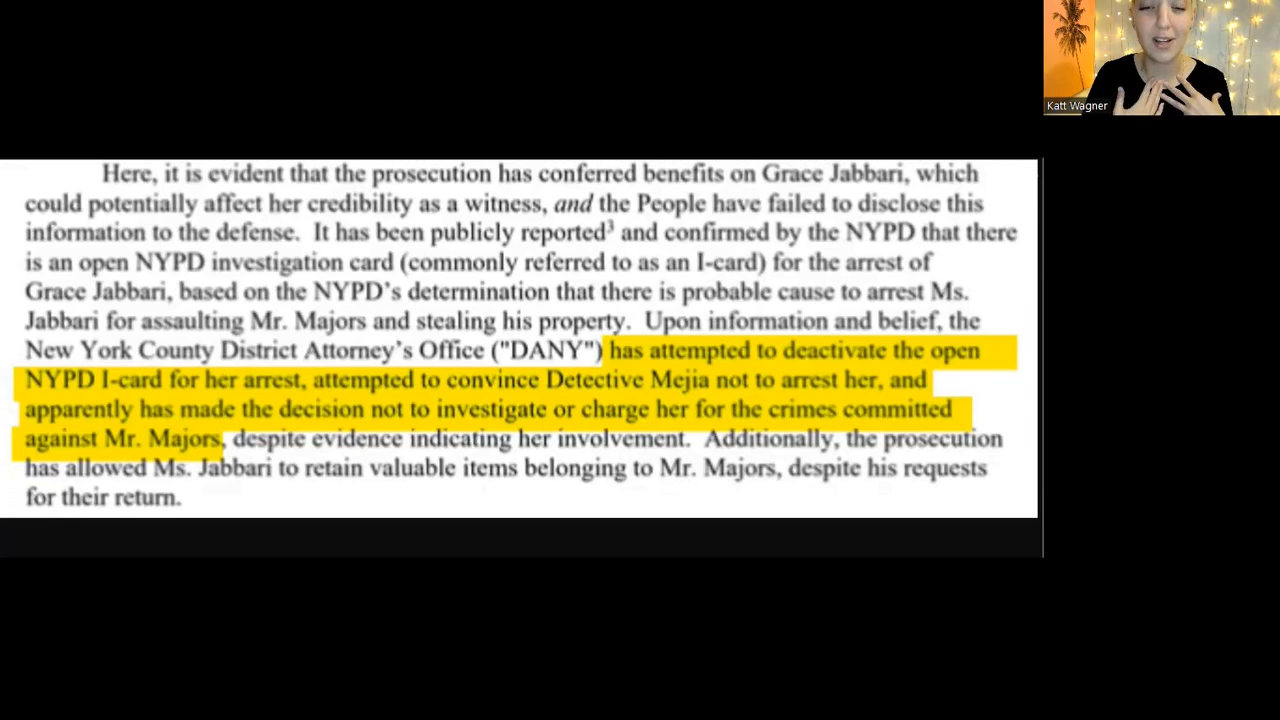 Katt Wagner
Here, it is evident that the prosecution has conferred benefits on Grace Jabbari, which
could potentially affect her credibility as a witness, and the People have failed to disclose this
information to the defense. It has been publicly reported³ and confirmed by the NYPD that there
is an open NYPD investigation card (commonly referred to as an I-card) for the arrest of
Grace Jabbari, based on the NYPD's determination that there is probable cause to arrest Ms.
Jabbari for assaulting Mr. Majors and stealing his property. Upon information and belief, the
New York County District Attorney's Office ("DANY") has attempted to deactivate the open
NYPD I-card for her arrest, attempted to convince Detective Mejia not to arrest her, and
apparently has made the decision not to investigate or charge her for the crimes committed
against Mr. Majors, despite evidence indicating her involvement. Additionally, the prosecution
has allowed Ms. Jabbari to retain valuable items belonging to Mr. Majors, despite his requests
for their return.